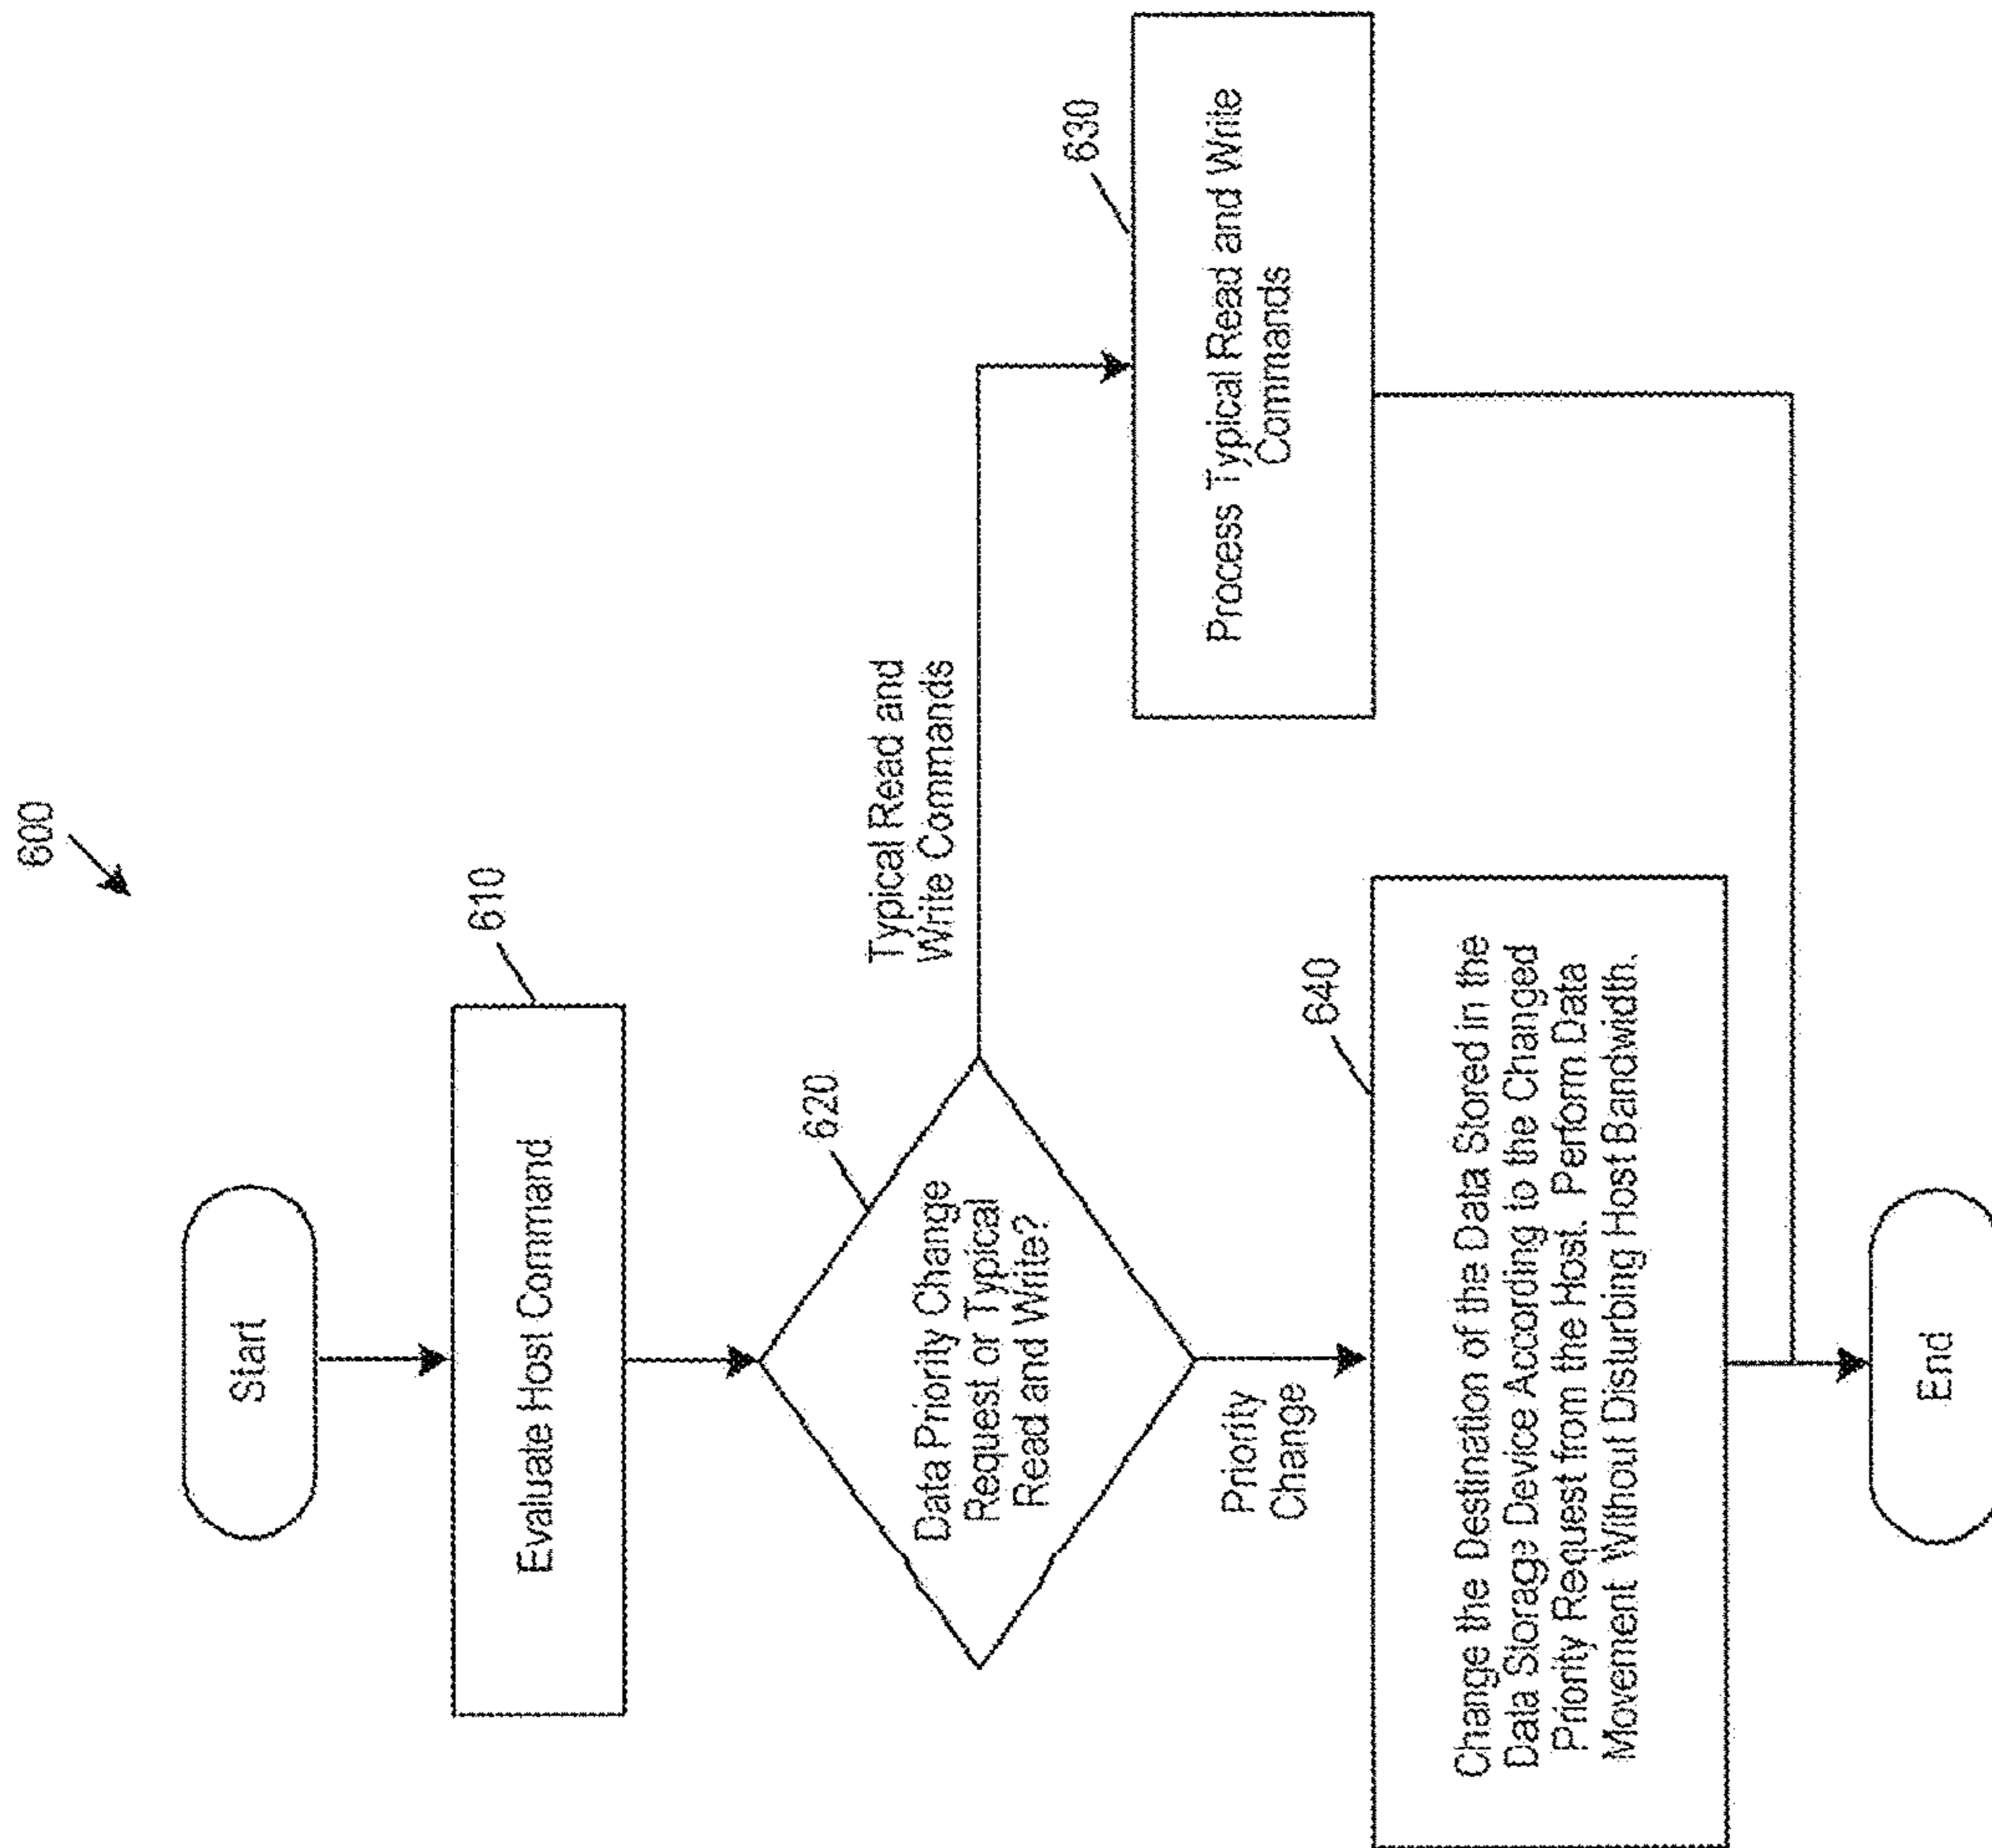 600
Start
Evaluate Host Command
610
Data Priority Change
Request or Typical
Read and Write?
620
Typical Read and
Write Commands
Process Typical Read and Write
Commands
630
Priority
Change
Change the Destination of the Data Stored in the
Data Storage Device According to the Changed
Priority Request from the Host. Perform Data
Movement Without Disturbing Host Bandwidth.
640
End